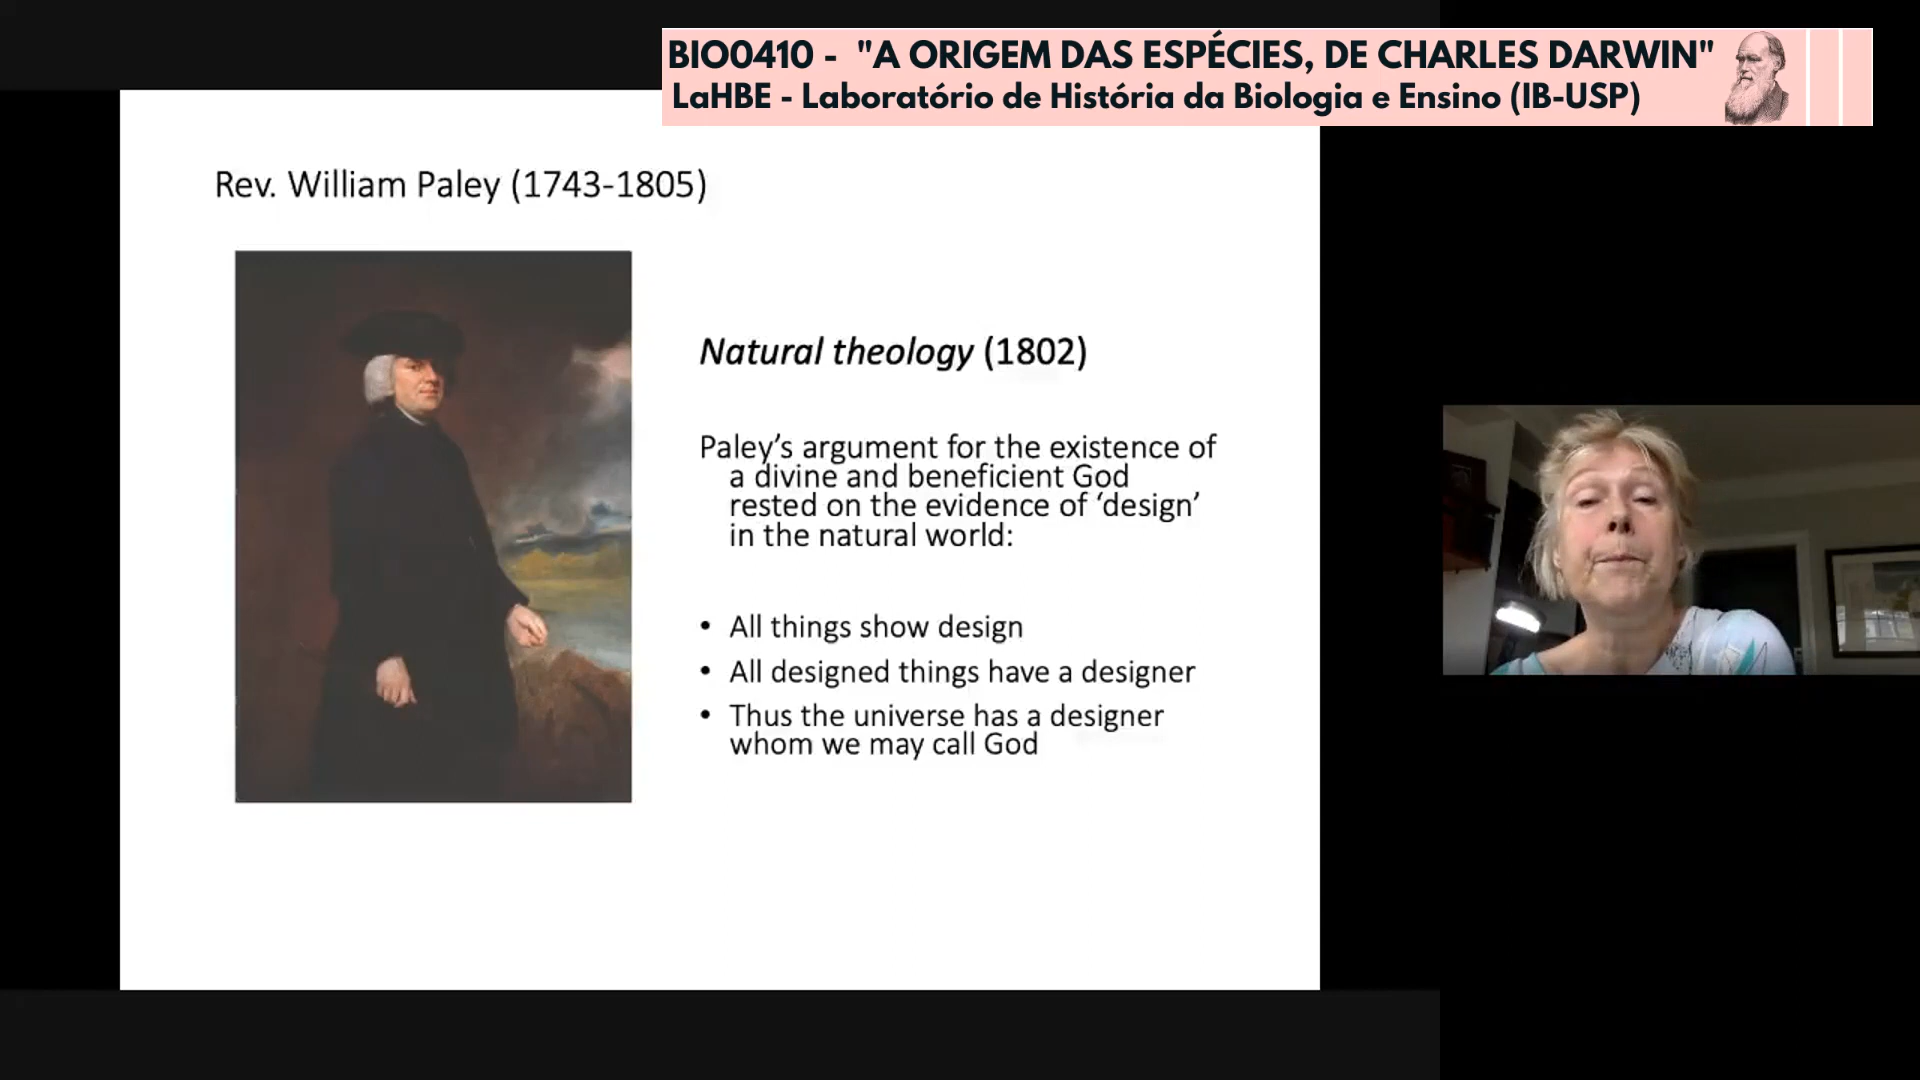 BIO0410 - "A ORIGEM DAS ESPÉCIES, DE CHARLES DARWIN"
LaHBE - Laboratório de História da Biologia e Ensino (IB-USP)
Rev. William Paley (1743-1805)
Natural theology (1802)
Paley’s argument for the existence of
a divine and beneficient God
rested on the evidence of ‘design’
in the natural world:
• All things show design
• All designed things have a designer
• Thus the universe has a designer
whom we may call God